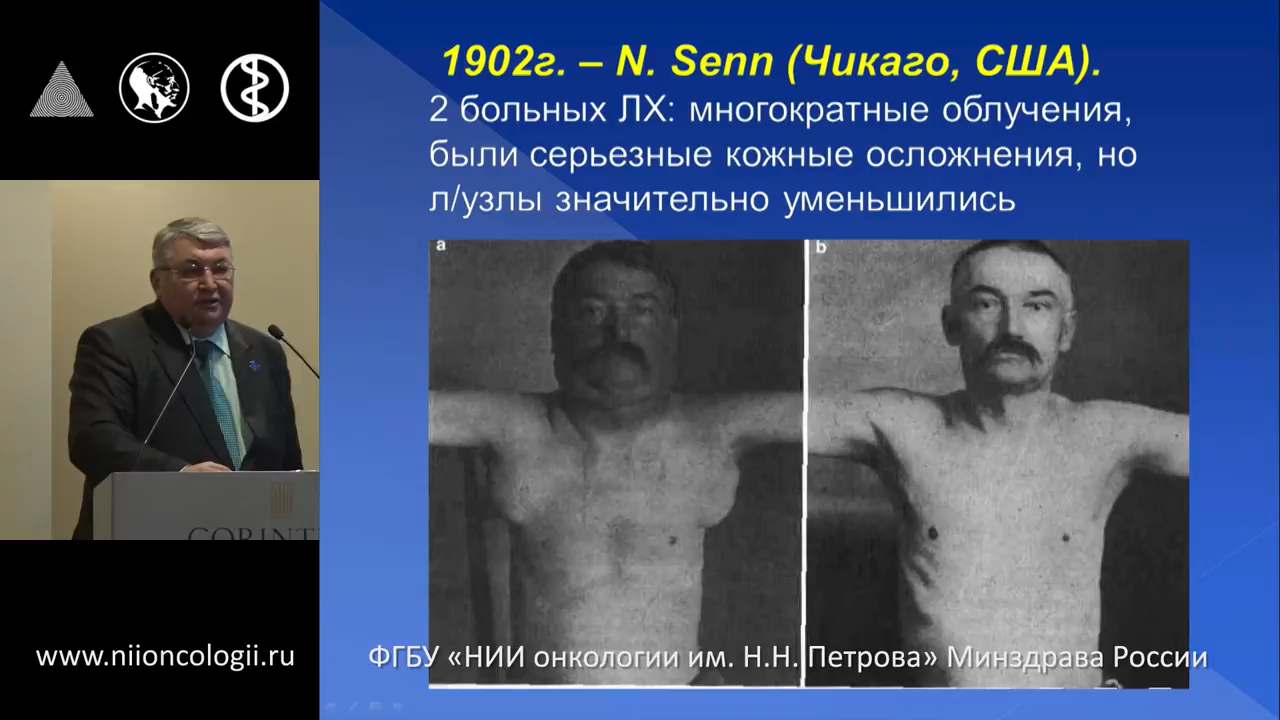 1902г. – N. Senn (Чикаго, США).
2 больных ЛХ: многократные облучения,
были серьезные кожные осложнения, но
л/узлы значительно уменьшились
a
b
CORINT
www.niioncologii.ru
ФГБУ «НИИ онкологии им. Н.Н. Петрова» Минздрава России